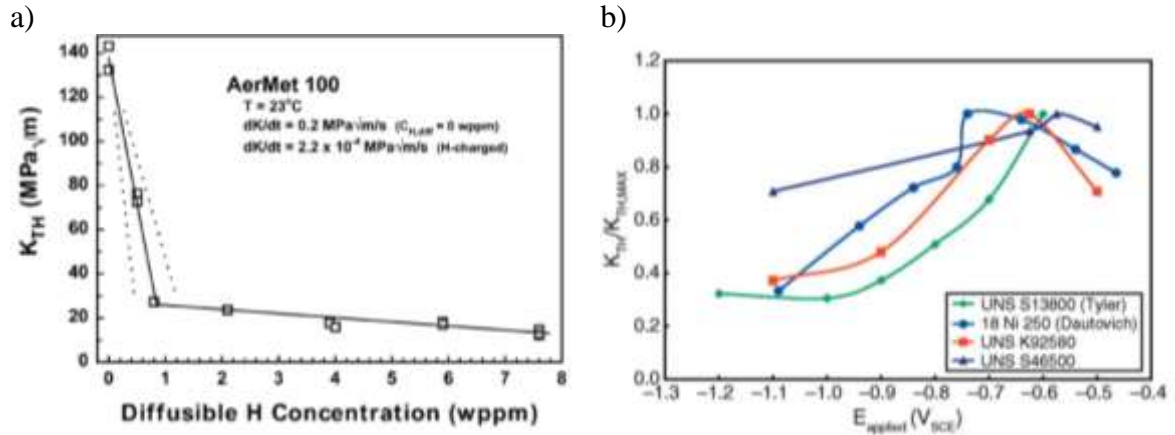 a)
AerMet 100
T = 23°C
dK/dt = 0.2 MPa√m/s (C_H,diff = 0 wppm)
dK/dt = 2.2 x 10⁻⁴ MPa√m/s (H-charged)
K_TH (MPa√m)
140
120
100
80
60
40
20
0
0 1 2 3 4 5 6 7 8
Diffusible H Concentration (wppm)
b)
K_TH/K_TH,MAX
1.2
1.0
0.8
0.6
0.4
0.2
0.0
UNS S13800 (Tyler)
18 Ni 250 (Dautovich)
UNS K92580
UNS S46500
−1.3 −1.2 −1.1 −1.0 −0.9 −0.8 −0.7 −0.6 −0.5 −0.4
E_applied (V_SCE)